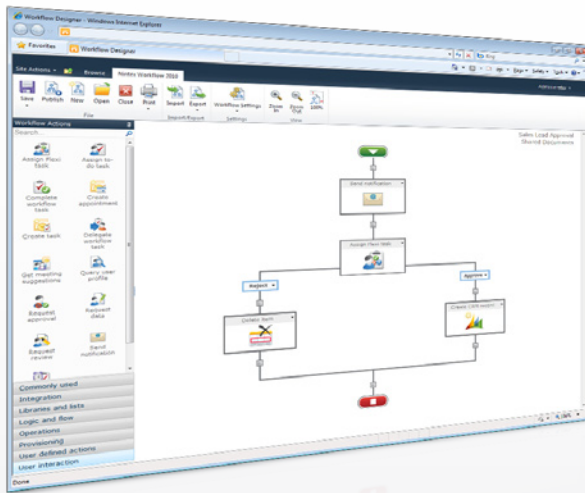 Workflow Designer - Windows Internet Explorer
Bing
Favorites Workflow Designer
Page Safety Tools
Site Actions Browse Nintex Workflow 2010
Save Publish New Open Close Print Import Export Workflow Settings Zoom In Zoom Out 100%
File Import/Export Settings View
Workflow Actions
Search...
Assign Flexi task
Assign to-do task
Complete workflow task
Create appointment
Create task
Delegate workflow task
Get meeting suggestions
Query user profile
Request approval
Request data
Request review
Send notification
Commonly used
Integration
Libraries and lists
Logic and flow
Operations
Provisioning
User defined actions
User interaction
Done
Sales Lead Approval
Shared Documents
Send notification
Assign Flexi task
Reject
Approve